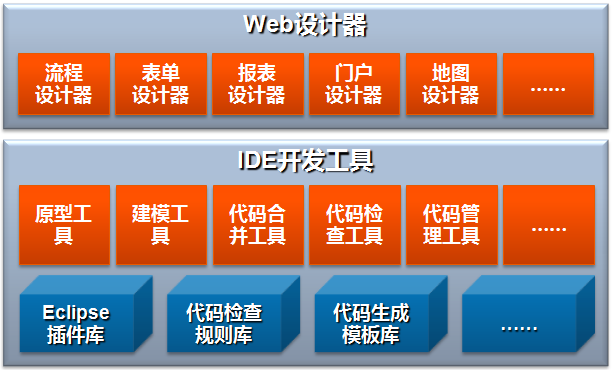 Web设计器
流程
设计器
表单
设计器
报表
设计器
门户
设计器
地图
设计器
……
IDE开发工具
原型工
具
建模工
具
代码合
并工具
代码检
查工具
代码管
理工具
……
Eclipse
插件库
代码检查
规则库
代码生成
模板库
……